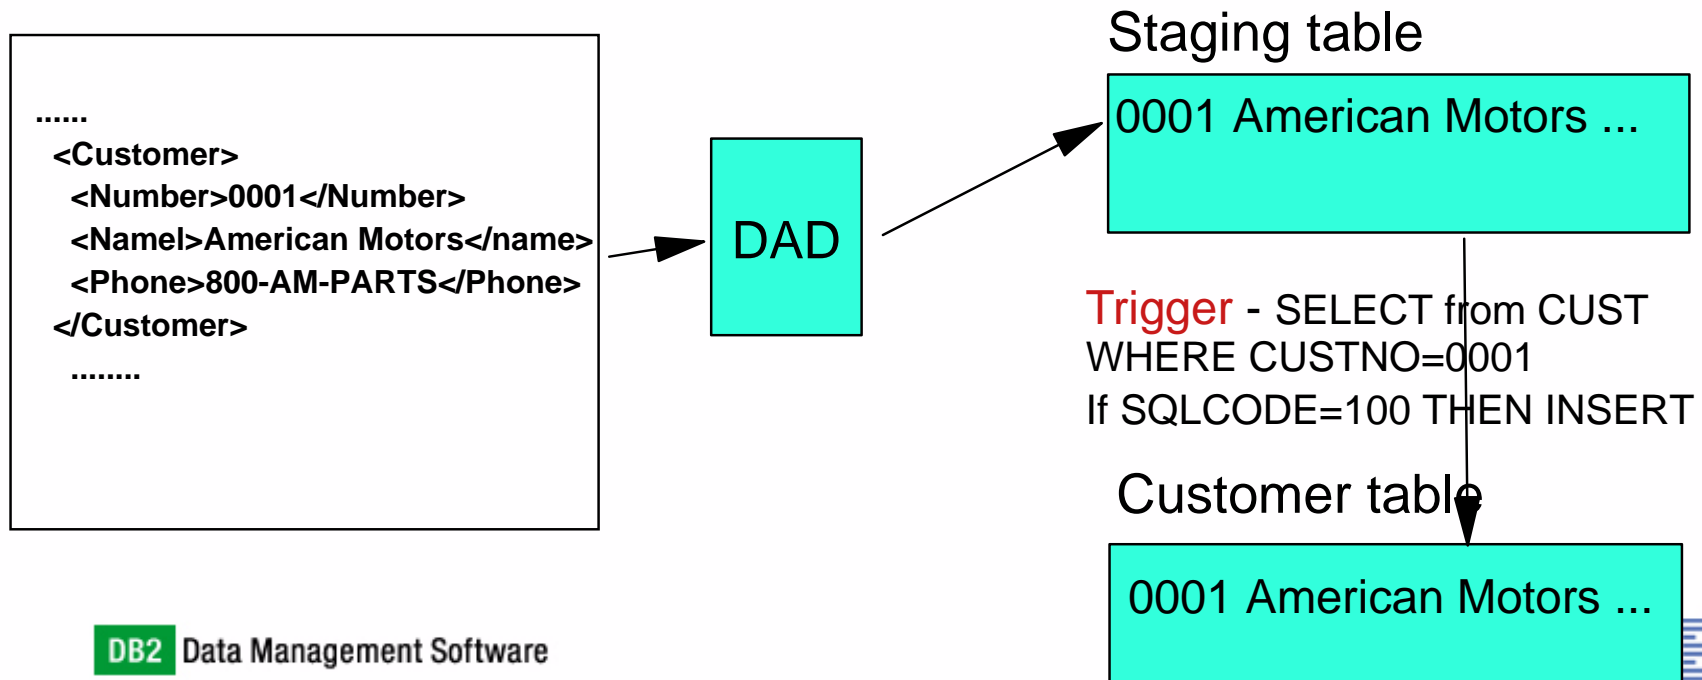 ......
<Customer>
<Number>0001</Number>
<Namel>American Motors</name>
<Phone>800-AM-PARTS</Phone>
</Customer>
........
DAD
Staging table
0001 American Motors ...
Trigger - SELECT from CUST
WHERE CUSTNO=0001
If SQLCODE=100 THEN INSERT
Customer table
0001 American Motors ...
DB2 Data Management Software